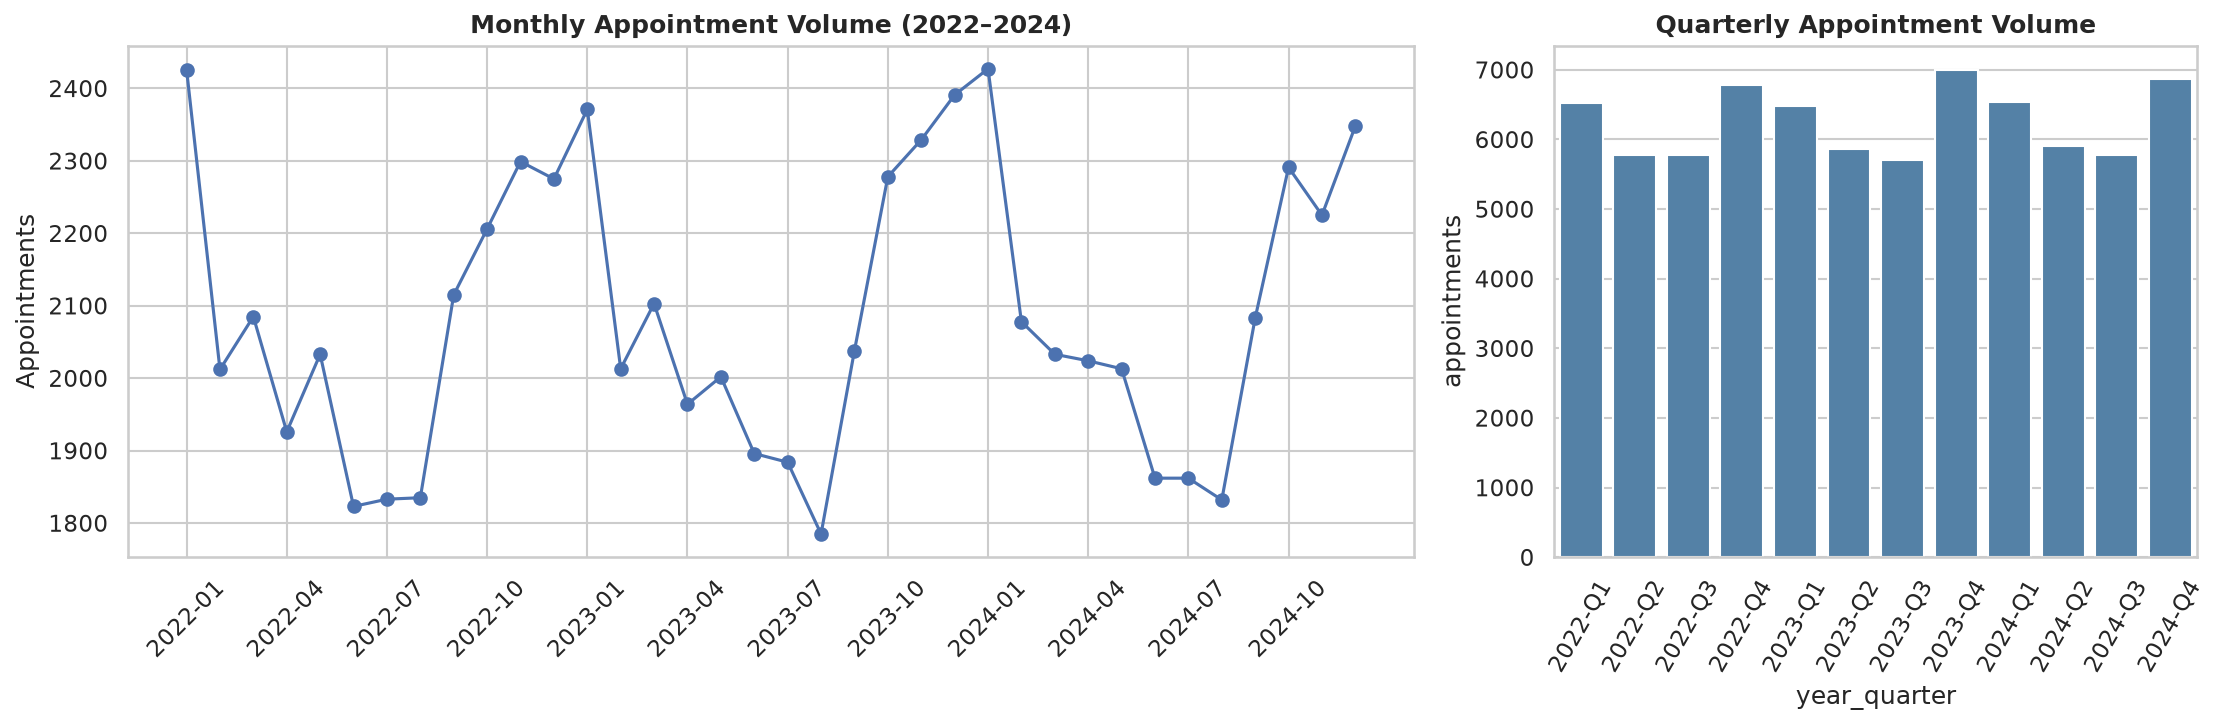 Monthly Appointment Volume (2022–2024)
Appointments
2400
2300
2200
2100
2000
1900
1800
2022-01
2022-04
2022-07
2022-10
2023-01
2023-04
2023-07
2023-10
2024-01
2024-04
2024-07
2024-10
Quarterly Appointment Volume
appointments
7000
6000
5000
4000
3000
2000
1000
0
2022-Q1
2022-Q2
2022-Q3
2022-Q4
2023-Q1
2023-Q2
2023-Q3
2023-Q4
2024-Q1
2024-Q2
2024-Q3
2024-Q4
year_quarter